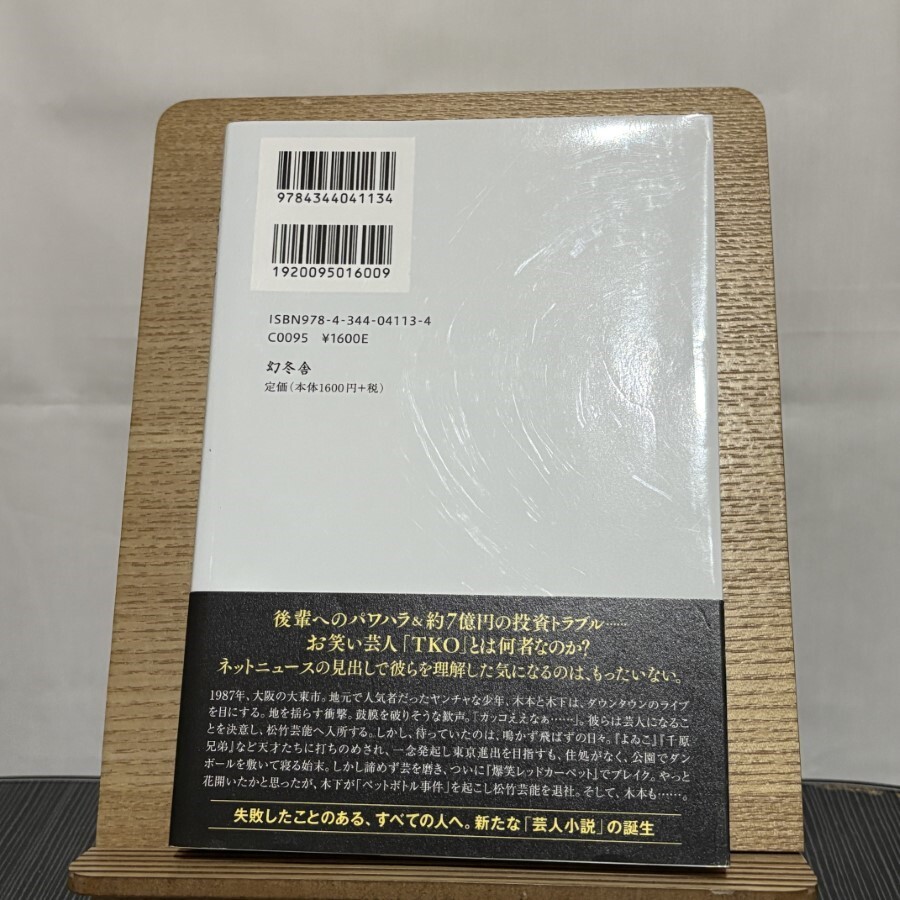 9784344041134
1920095016009
ISBN978-4-344-04113-4
C0095 ¥1600E
幻冬舎
定価(本体1600円+税)
後輩へのパワハラ&約7億円の投資トラブル……
お笑い芸人「TKO」とは何者なのか?
ネットニュースの見出しで彼らを理解した気になるのは、もったいない。
1987年、大阪の大東市。地元で人気者だったヤンチャな少年、木本と木下は、ダウンタウンのライブ
を目にする。地を揺らす衝撃。鼓膜を破りそうな歓声。「カッコええなぁ……」。彼らは芸人になるこ
とを決意し、松竹芸能へ入所する。しかし、待っていたのは、鳴かず飛ばずの日々。『よゐこ』『千原
兄弟』など天才たちに打ちのめされ、一念発起し東京進出を目指すも、住処がなく、公園でダン
ボールを敷いて寝る始末。しかし諦めず芸を磨き、ついに『爆笑レッドカーペット』でブレイク。やっと
花開いたかと思ったが、木下が「ペットボトル事件」を起こし松竹芸能を退社。そして、木本も……。
失敗したことのある、すべての人へ。新たな「芸人小説」の誕生